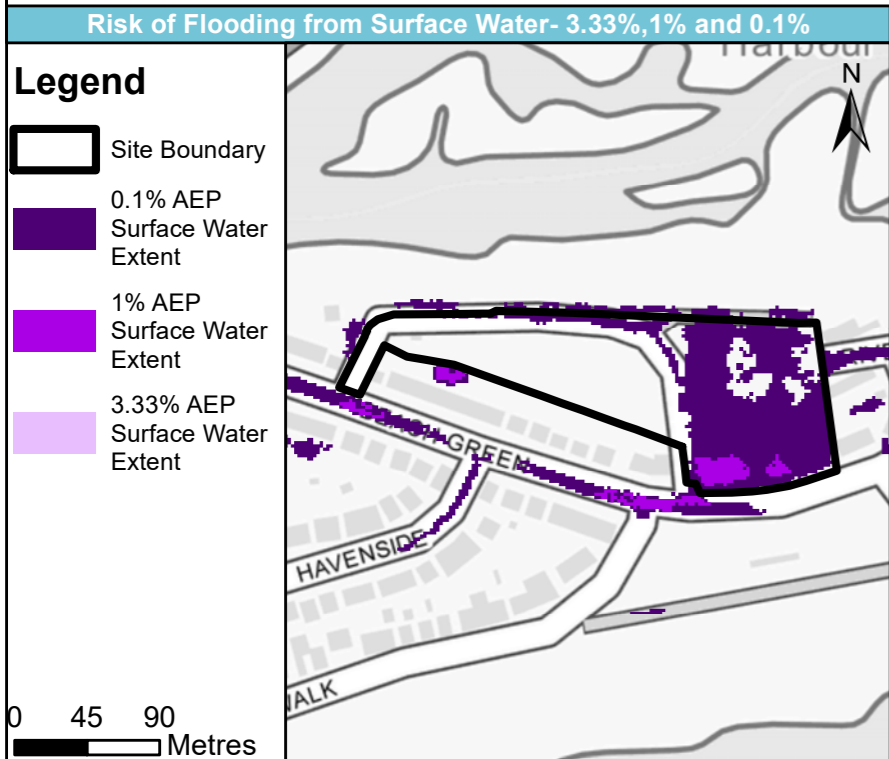 Risk of Flooding from Surface Water- 3.33%,1% and 0.1%
Legend
Site Boundary
0.1% AEP
Surface Water
Extent
1% AEP
Surface Water
Extent
3.33% AEP
Surface Water
Extent
0 45 90
Metres
Harbour
N
GREEN
HAVENSIDE
WALK